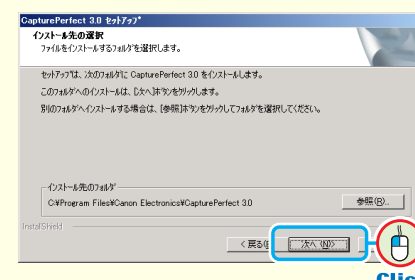 CapturePerfect 3.0 ｾｯﾄｱｯﾌﾟ
ｲﾝｽﾄｰﾙ先の選択
ﾌｧｲﾙをｲﾝｽﾄｰﾙするﾌｫﾙﾀﾞを選択します。
ｾｯﾄｱｯﾌﾟは、次のﾌｫﾙﾀﾞに CapturePerfect 3.0 をｲﾝｽﾄｰﾙします。
このﾌｫﾙﾀﾞへのｲﾝｽﾄｰﾙは、[次へ]ﾎﾞﾀﾝをｸﾘｯｸします。
別のﾌｫﾙﾀﾞへｲﾝｽﾄｰﾙする場合は、[参照]ﾎﾞﾀﾝをｸﾘｯｸしてﾌｫﾙﾀﾞを選択してください。
ｲﾝｽﾄｰﾙ先のﾌｫﾙﾀﾞ
C:¥Program Files¥Canon Electronics¥CapturePerfect 3.0
参照(R)...
InstallShield
< 戻る(
次へ (N)>
Clic